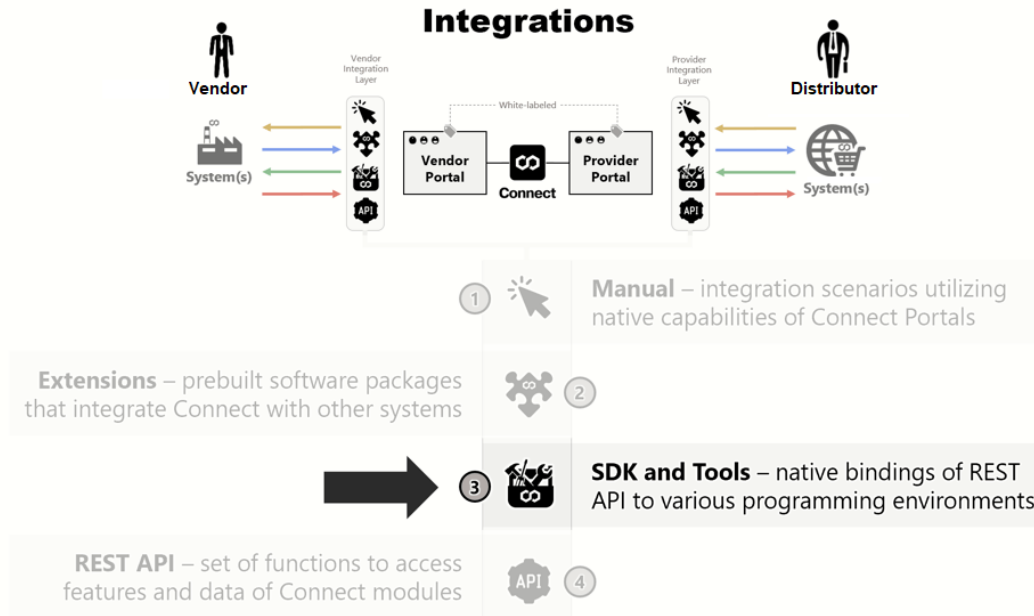 Integrations
Vendor
Integration
Layer
Provider
Integration
Layer
Vendor
Distributor
White-labeled
Vendor
Portal
Provider
Portal
Connect
System(s)
System(s)
API
API
1
Manual – integration scenarios utilizing
native capabilities of Connect Portals
Extensions – prebuilt software packages
that integrate Connect with other systems
2
3
SDK and Tools – native bindings of REST
API to various programming environments
REST API – set of functions to access
features and data of Connect modules
API
4